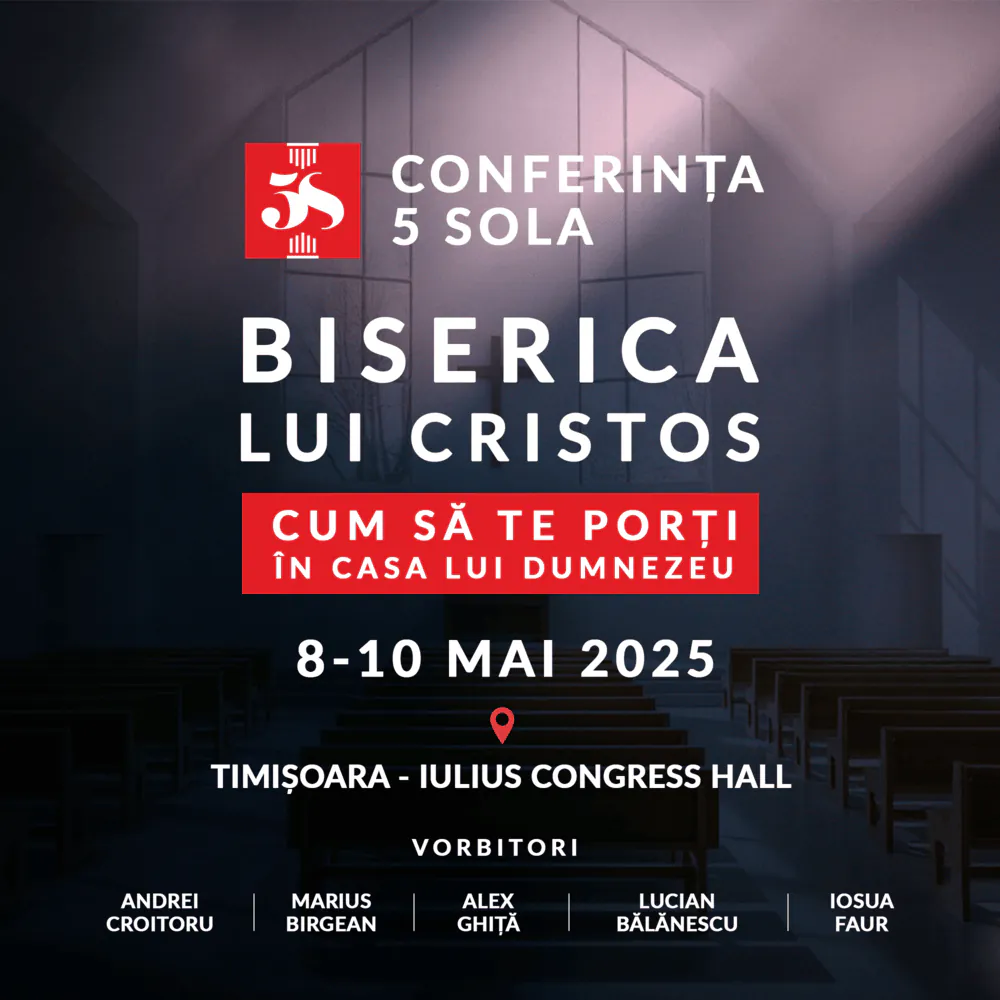 5S
CONFERINȚA
5 SOLA
BISERICA
LUI CRISTOS
CUM SĂ TE PORȚI
ÎN CASA LUI DUMNEZEU
8-10 MAI 2025
TIMIȘOARA - IULIUS CONGRESS HALL
VORBITORI
ANDREI
CROITORU
MARIUS
BIRGEAN
ALEX
GHIȚĂ
LUCIAN
BĂLĂNESCU
IOSUA
FAUR